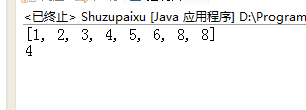 <已终止> Shuzupaixu [Java 应用程序] D:\Program
[1, 2, 3, 4, 5, 6, 8, 8]
4